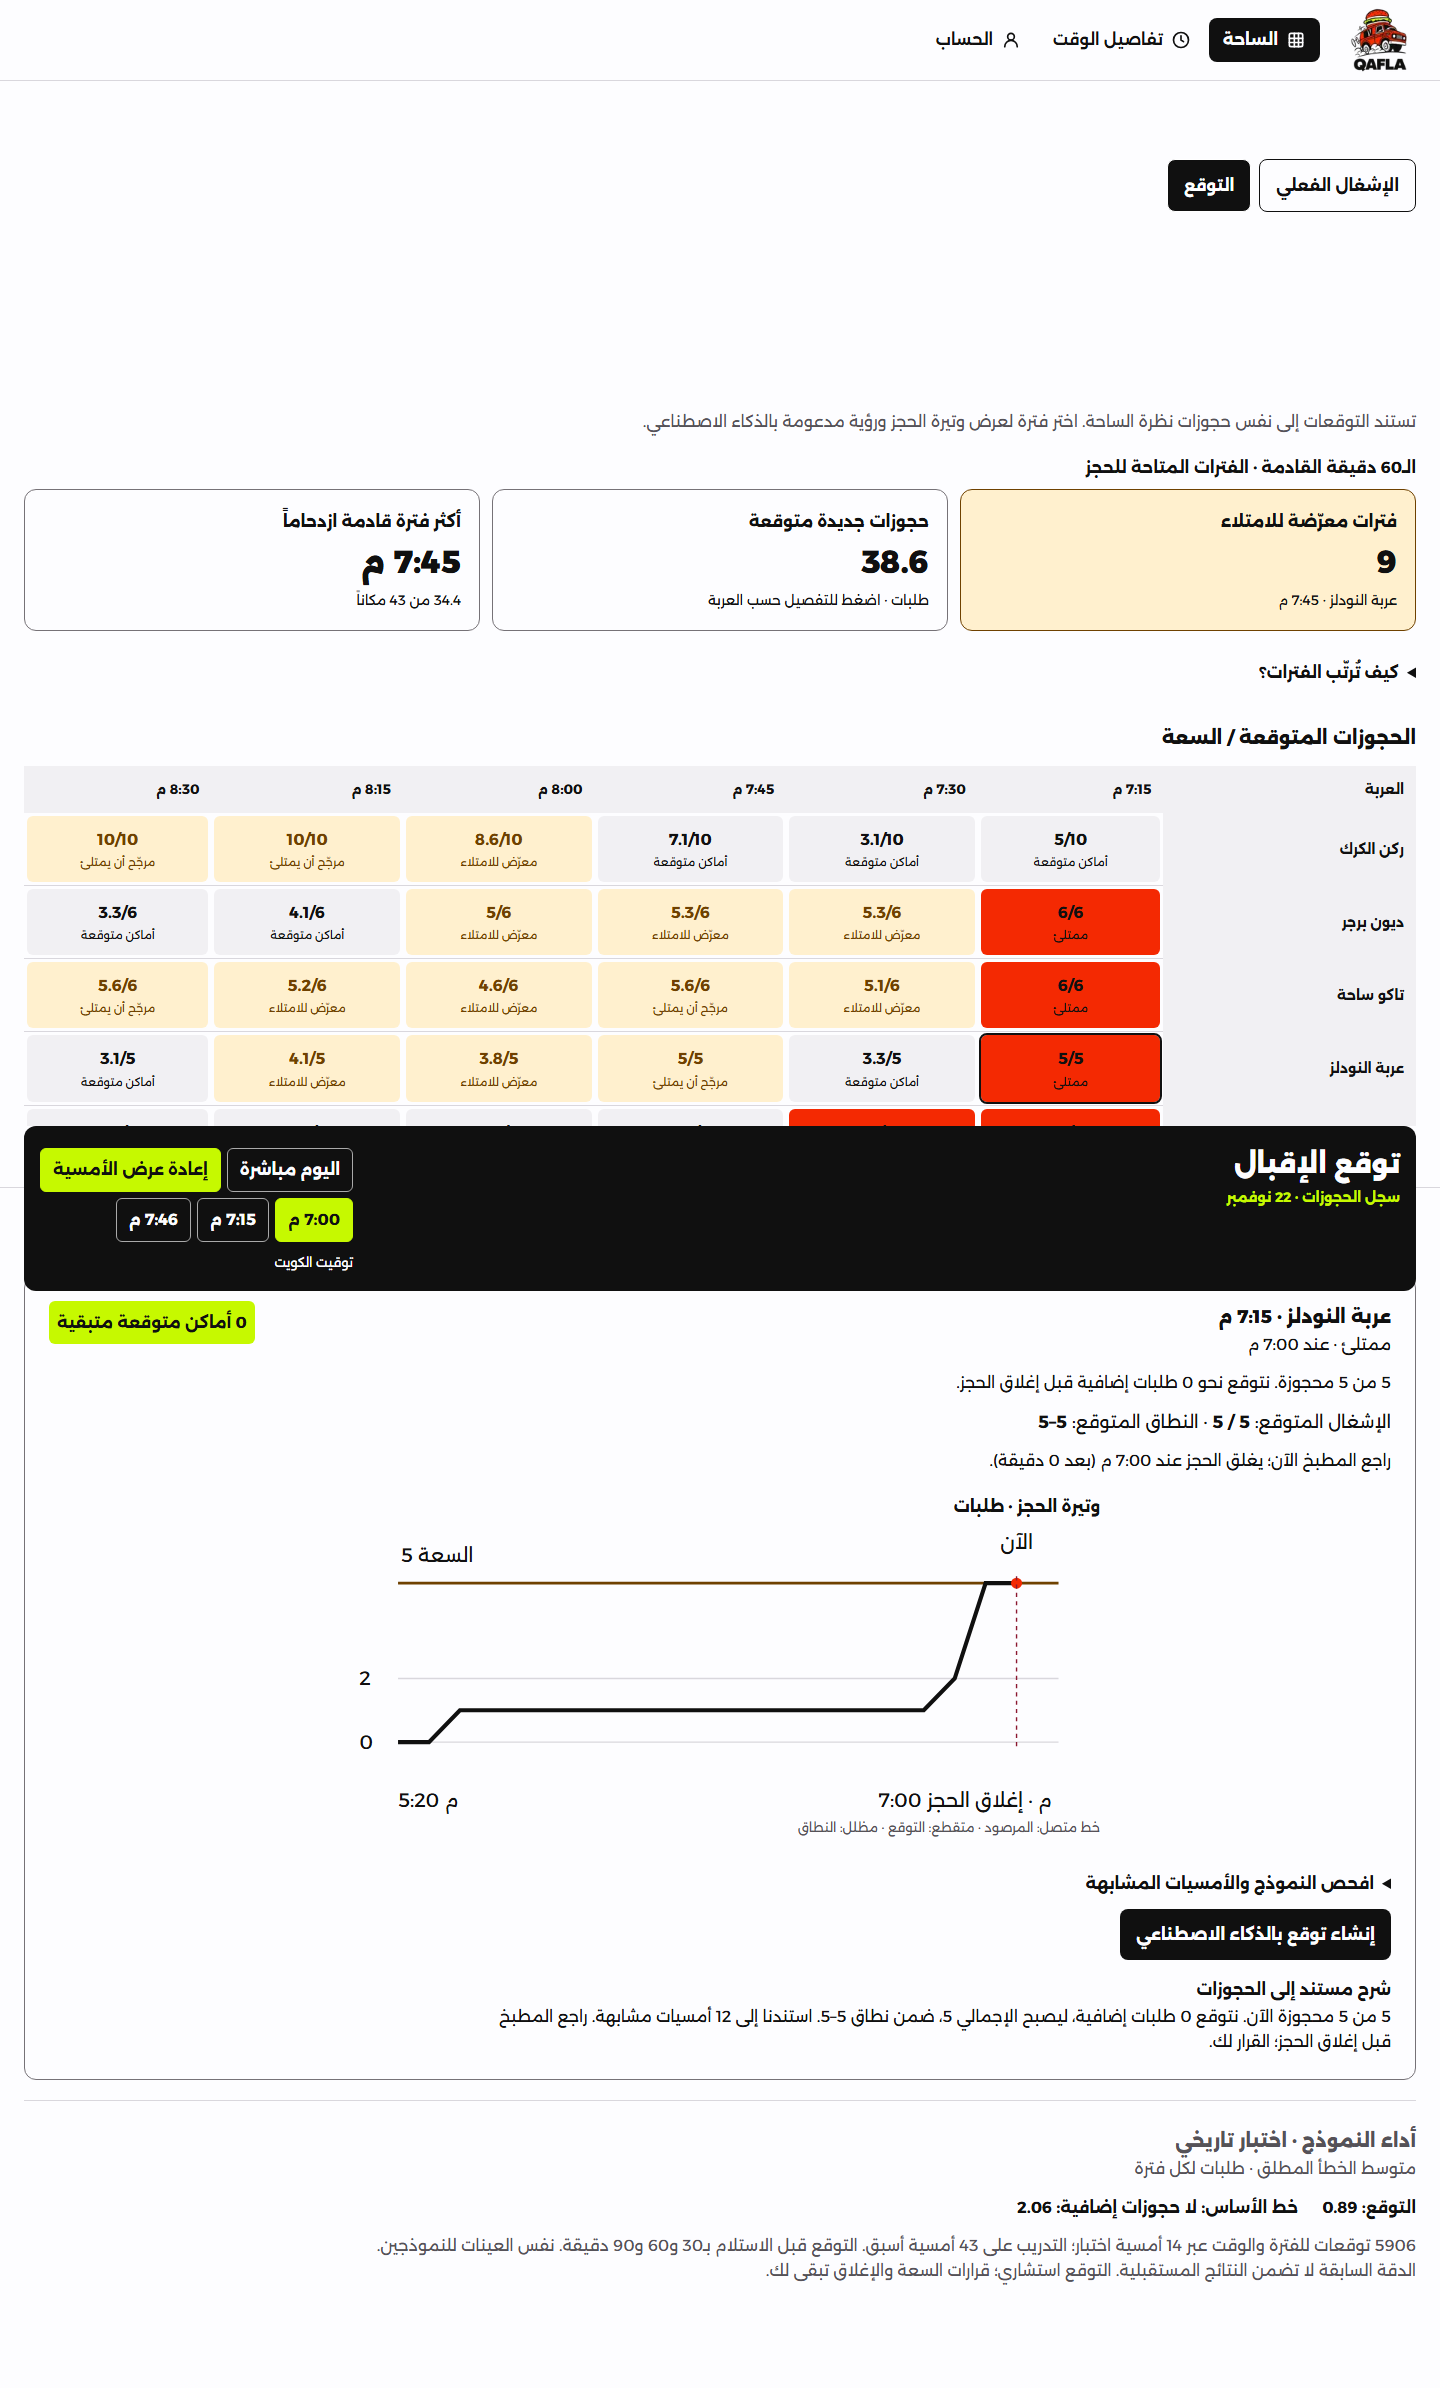 QAFLA
الساحة
تفاصيل الوقت
الحساب
الإشغال الفعلي
التوقع
تستند التوقعات إلى نفس حجوزات نظرة الساحة. اختر فترة لعرض وتيرة الحجز ورؤية مدعومة بالذكاء الاصطناعي.
الـ60 دقيقة القادمة · الفترات المتاحة للحجز
فترات معرّضة للامتلاء
9
عربة النودلز · 7:45 م
حجوزات جديدة متوقعة
38.6
طلبات · اضغط للتفصيل حسب العربة
أكثر فترة قادمة ازدحاماً
7:45 م
34.4 من 43 مكاناً
كيف تُرتّب الفترات؟
الحجوزات المتوقعة / السعة
العربة 7:15 م 7:30 م 7:45 م 8:00 م 8:15 م 8:30 م
ركن الكرك
5/10 3.1/10 7.1/10 8.6/10 10/10 10/10
أماكن متوقعة أماكن متوقعة أماكن متوقعة معرّض للامتلاء مرجّح أن يمتلئ مرجّح أن يمتلئ
ديون برجر
6/6 5.3/6 5.3/6 5/6 4.1/6 3.3/6
ممتلئ معرّض للامتلاء معرّض للامتلاء معرّض للامتلاء أماكن متوقعة أماكن متوقعة
تاكو ساحة
6/6 5.1/6 5.6/6 4.6/6 5.2/6 5.6/6
ممتلئ معرّض للامتلاء مرجّح أن يمتلئ معرّض للامتلاء معرّض للامتلاء مرجّح أن يمتلئ
عربة النودلز
5/5 3.3/5 5/5 3.8/5 4.1/5 3.1/5
ممتلئ أماكن متوقعة مرجّح أن يمتلئ معرّض للامتلاء معرّض للامتلاء أماكن متوقعة
توقع الإقبال
سجل الحجوزات · 22 نوفمبر
اليوم مباشرة
إعادة عرض الأمسية
7:00 م
7:15 م
7:46 م
توقيت الكويت
عربة النودلز · 7:15 م
0 أماكن متوقعة متبقية
ممتلئ · عند 7:00 م
5 من 5 محجوزة. نتوقع نحو 0 طلبات إضافية قبل إغلاق الحجز.
الإشغال المتوقع: 5 / 5 · النطاق المتوقع: 5–5
راجع المطبخ الآن؛ يغلق الحجز عند 7:00 م (بعد 0 دقيقة).
وتيرة الحجز · طلبات
الآن
السعة 5
2
0
5:20 م
7:00 م · إغلاق الحجز
خط متصل: المرصود · متقطع: التوقع · مظلل: النطاق
افحص النموذج والأمسيات المشابهة
إنشاء توقع بالذكاء الاصطناعي
شرح مستند إلى الحجوزات
5 من 5 محجوزة الآن. نتوقع 0 طلبات إضافية، ليصبح الإجمالي 5، ضمن نطاق 5–5. استندنا إلى 12 أمسيات مشابهة. راجع المطبخ
قبل إغلاق الحجز؛ القرار لك.
أداء النموذج · اختبار تاريخي
متوسط الخطأ المطلق · طلبات لكل فترة
التوقع: 0.89 خط الأساس: لا حجوزات إضافية: 2.06
5906 توقعات للفترة والوقت عبر 14 أمسية اختبار؛ التدريب على 43 أمسية أسبق. التوقع قبل الاستلام بـ30 و60 و90 دقيقة. نفس العينات للنموذجين.
الدقة السابقة لا تضمن النتائج المستقبلية. التوقع استشاري؛ قرارات السعة والإغلاق تبقى لك.